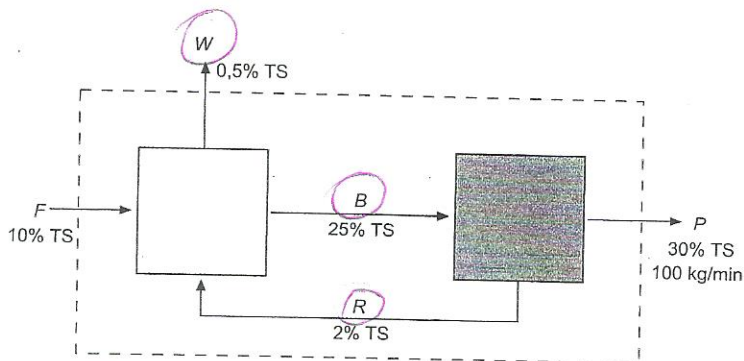 W
0,5% TS
F
10% TS
B
25% TS
P
30% TS
100 kg/min
R
2% TS